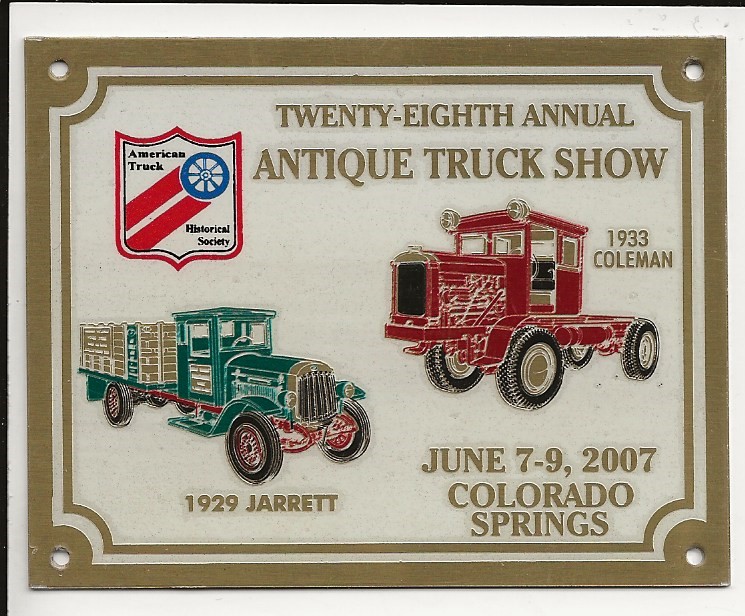 TWENTY-EIGHTH ANNUAL
ANTIQUE TRUCK SHOW
American
Truck
Historical
Society
1933
COLEMAN
1929 JARRETT
JUNE 7-9, 2007
COLORADO
SPRINGS